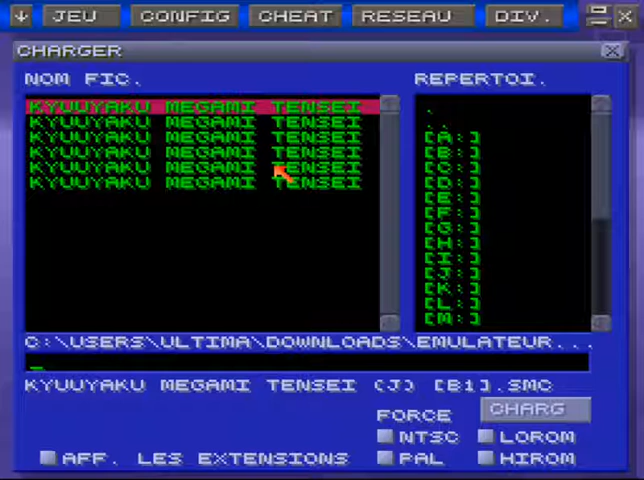 JEU CONFIG CHEAT RESEAU DIV.
CHARGER
NOM FIC. REPERTOI.
KYUUYAKU MEGAMI TENSEI .
KYUUYAKU MEGAMI TENSEI ..
KYUUYAKU MEGAMI TENSEI [A:]
KYUUYAKU MEGAMI TENSEI [B:]
KYUUYAKU MEGAMI TENSEI [C:]
KYUUYAKU MEGAMI TENSEI [D:]
[E:]
[F:]
[G:]
[H:]
[I:]
[J:]
[K:]
[L:]
[M:]
C:\USERS\ULTIMA\DOWNLOADS\EMULATEUR...
KYUUYAKU MEGAMI TENSEI (J) [B1].SMC
FORCE CHARG
NTSC LOROM
AFF. LES EXTENSIONS PAL HIROM